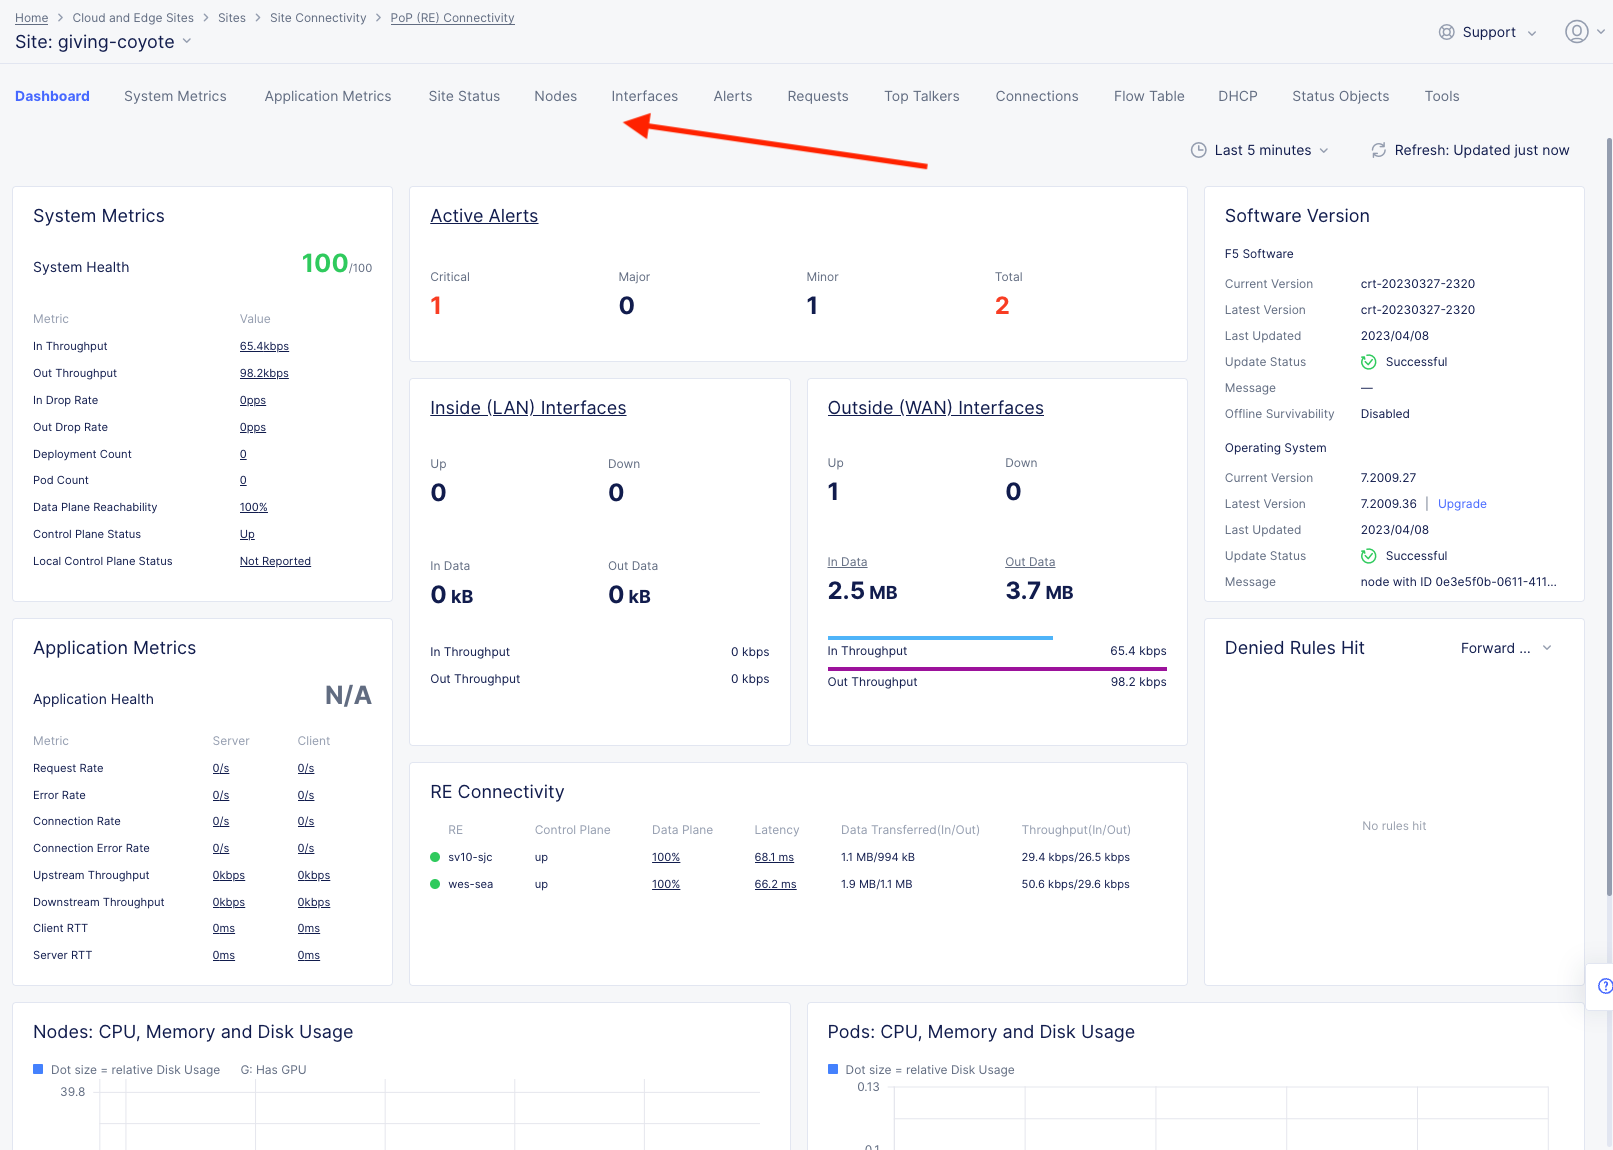 Home > Cloud and Edge Sites > Sites > Site Connectivity > PoP (RE) Connectivity
Site: giving-coyote
Support
Dashboard System Metrics Application Metrics Site Status Nodes Interfaces Alerts Requests Top Talkers Connections Flow Table DHCP Status Objects Tools
Last 5 minutes Refresh: Updated just now
System Metrics
System Health 100/100
Metric Value
In Throughput 65.4kbps
Out Throughput 98.2kbps
In Drop Rate 0pps
Out Drop Rate 0pps
Deployment Count 0
Pod Count 0
Data Plane Reachability 100%
Control Plane Status Up
Local Control Plane Status Not Reported
Active Alerts
Critical Major Minor Total
1 0 1 2
Inside (LAN) Interfaces
Up Down
0 0
In Data Out Data
0 kB 0 kB
In Throughput 0 kbps
Out Throughput 0 kbps
Outside (WAN) Interfaces
Up Down
1 0
In Data Out Data
2.5 MB 3.7 MB
In Throughput 65.4 kbps
Out Throughput 98.2 kbps
Software Version
F5 Software
Current Version crt-20230327-2320
Latest Version crt-20230327-2320
Last Updated 2023/04/08
Update Status Successful
Message —
Offline Survivability Disabled
Operating System
Current Version 7.2009.27
Latest Version 7.2009.36 | Upgrade
Last Updated 2023/04/08
Update Status Successful
Message node with ID 0e3e5f0b-0611-411...
Application Metrics
Application Health N/A
Metric Server Client
Request Rate 0/s 0/s
Error Rate 0/s 0/s
Connection Rate 0/s 0/s
Connection Error Rate 0/s 0/s
Upstream Throughput 0kbps 0kbps
Downstream Throughput 0kbps 0kbps
Client RTT 0ms 0ms
Server RTT 0ms 0ms
RE Connectivity
RE Control Plane Data Plane Latency Data Transferred(In/Out) Throughput(In/Out)
sv10-sjc up 100% 68.1 ms 1.1 MB/994 kB 29.4 kbps/26.5 kbps
wes-sea up 100% 66.2 ms 1.9 MB/1.1 MB 50.6 kbps/29.6 kbps
Denied Rules Hit Forward ...
No rules hit
Nodes: CPU, Memory and Disk Usage
Dot size = relative Disk Usage G: Has GPU
39.8
Pods: CPU, Memory and Disk Usage
Dot size = relative Disk Usage
0.13
0.1